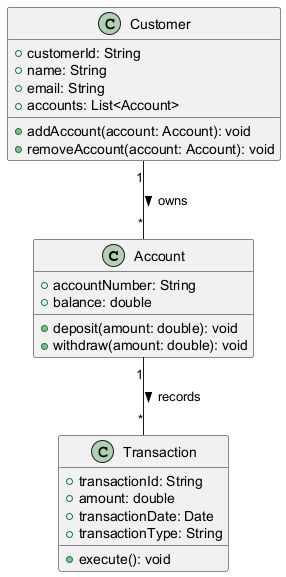 C Customer
customerId: String
name: String
email: String
accounts: List<Account>
addAccount(account: Account): void
removeAccount(account: Account): void
1
owns
*
C Account
accountNumber: String
balance: double
deposit(amount: double): void
withdraw(amount: double): void
1
records
*
C Transaction
transactionId: String
amount: double
transactionDate: Date
transactionType: String
execute(): void